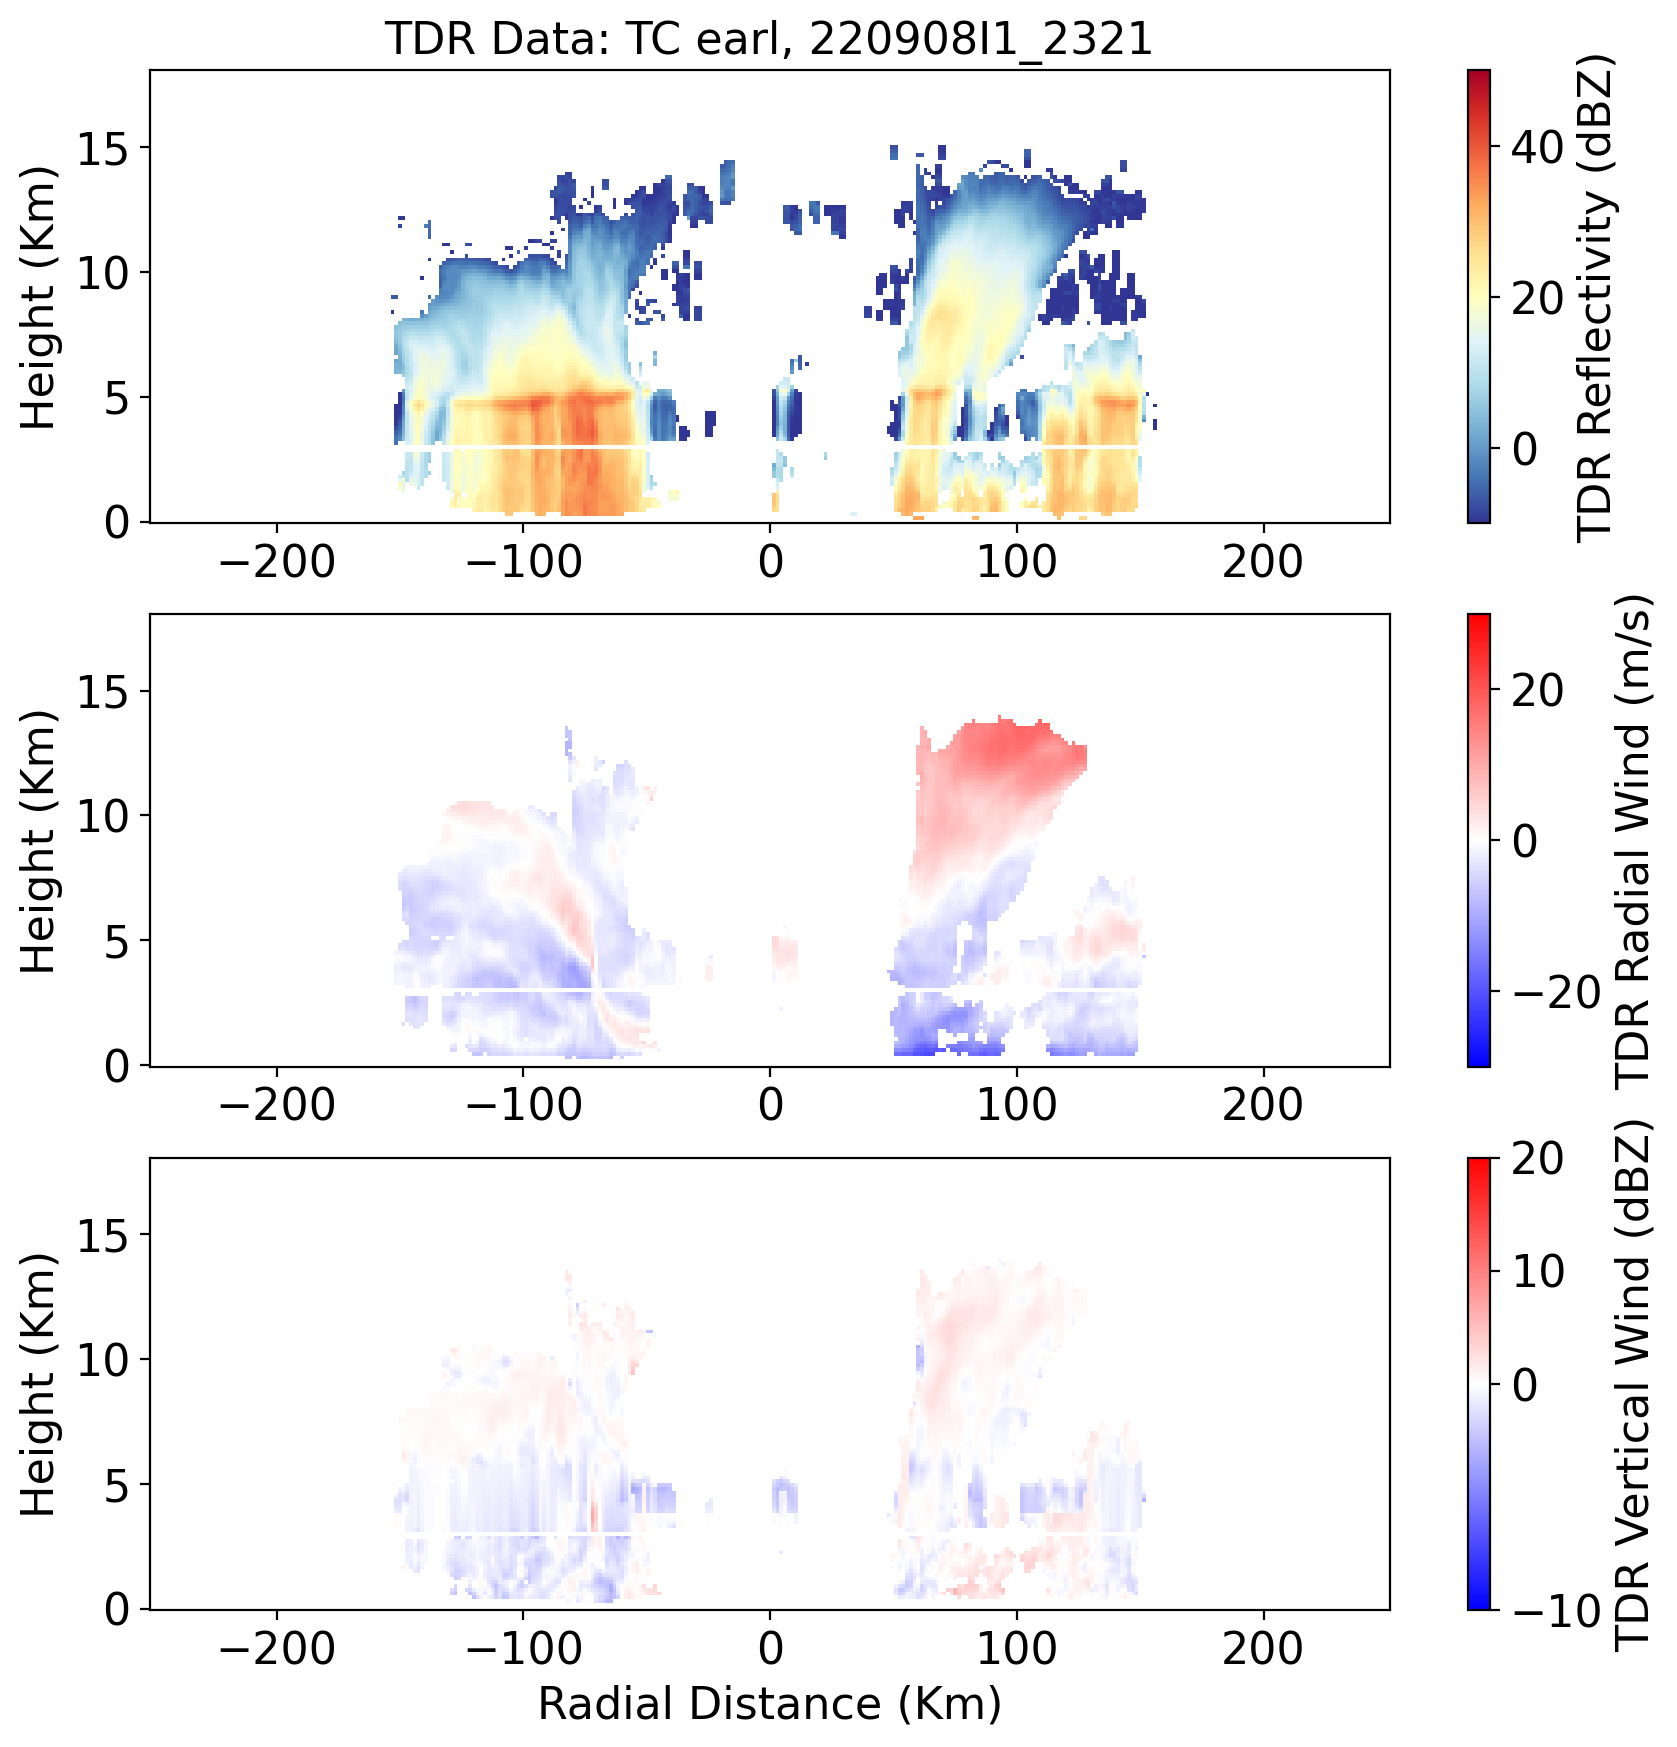 TDR Data: TC earl, 220908I1_2321
15
10
5
0
Height (Km)
−200 −100 0 100 200
40
20
0
TDR Reflectivity (dBZ)
15
10
5
0
Height (Km)
−200 −100 0 100 200
20
0
−20
TDR Radial Wind (m/s)
15
10
5
0
Height (Km)
−200 −100 0 100 200
Radial Distance (Km)
20
10
0
−10
TDR Vertical Wind (dBZ)